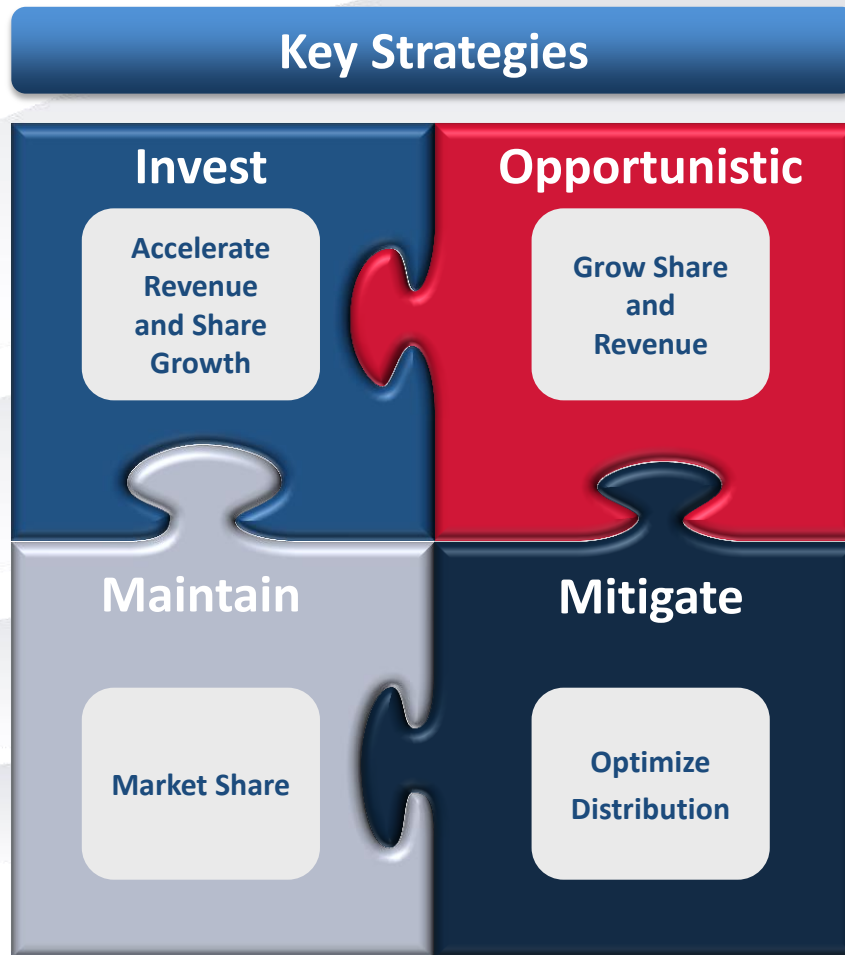 Key Strategies
Invest
Accelerate
Revenue
and Share
Growth
Opportunistic
Grow Share
and
Revenue
Maintain
Market Share
Mitigate
Optimize
Distribution